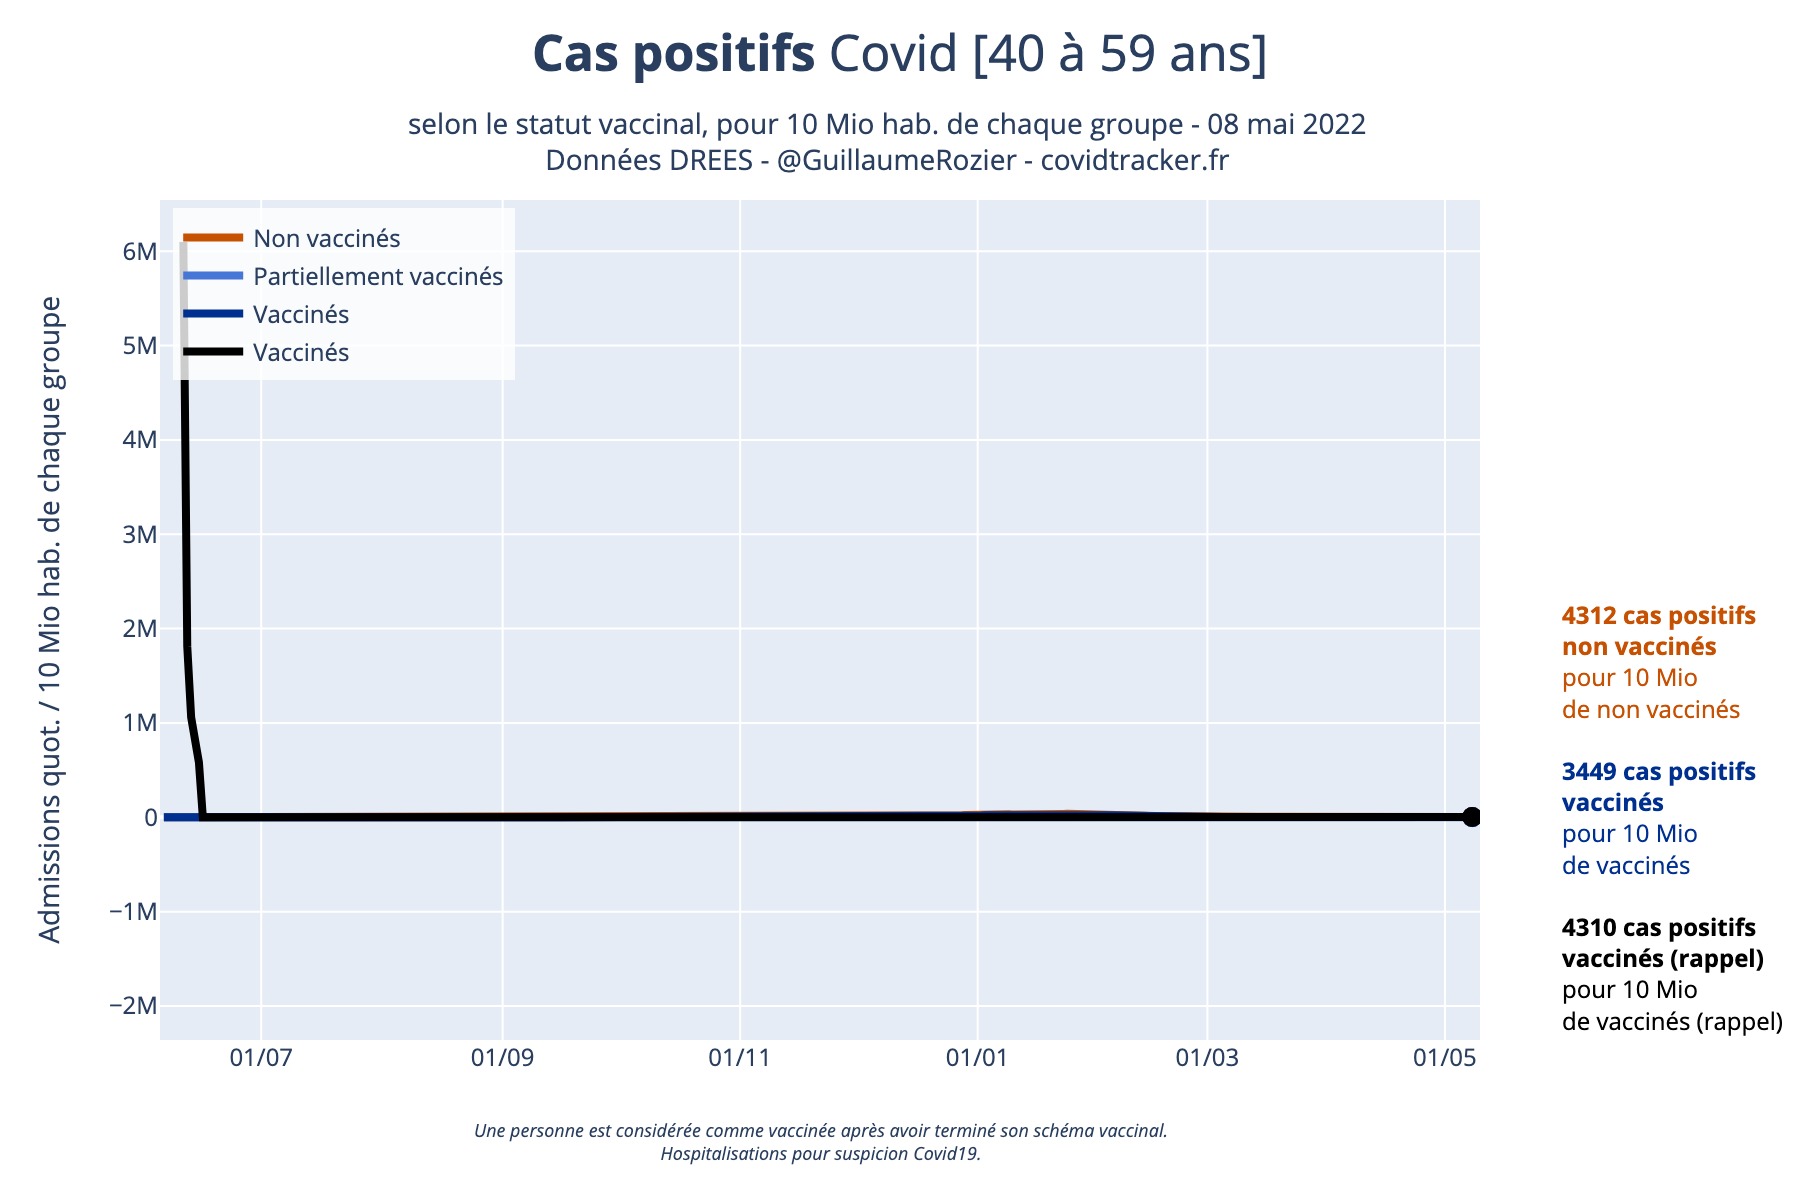 Cas positifs Covid [40 à 59 ans]
selon le statut vaccinal, pour 10 Mio hab. de chaque groupe - 08 mai 2022
Données DREES - @GuillaumeRozier - covidtracker.fr
Non vaccinés
Partiellement vaccinés
Vaccinés
Vaccinés
Admissions quot. / 10 Mio hab. de chaque groupe
6M
5M
4M
3M
2M
1M
0
−1M
−2M
01/07
01/09
01/11
01/01
01/03
01/05
4312 cas positifs
non vaccinés
pour 10 Mio
de non vaccinés
3449 cas positifs
vaccinés
pour 10 Mio
de vaccinés
4310 cas positifs
vaccinés (rappel)
pour 10 Mio
de vaccinés (rappel)
Une personne est considérée comme vaccinée après avoir terminé son schéma vaccinal.
Hospitalisations pour suspicion Covid19.